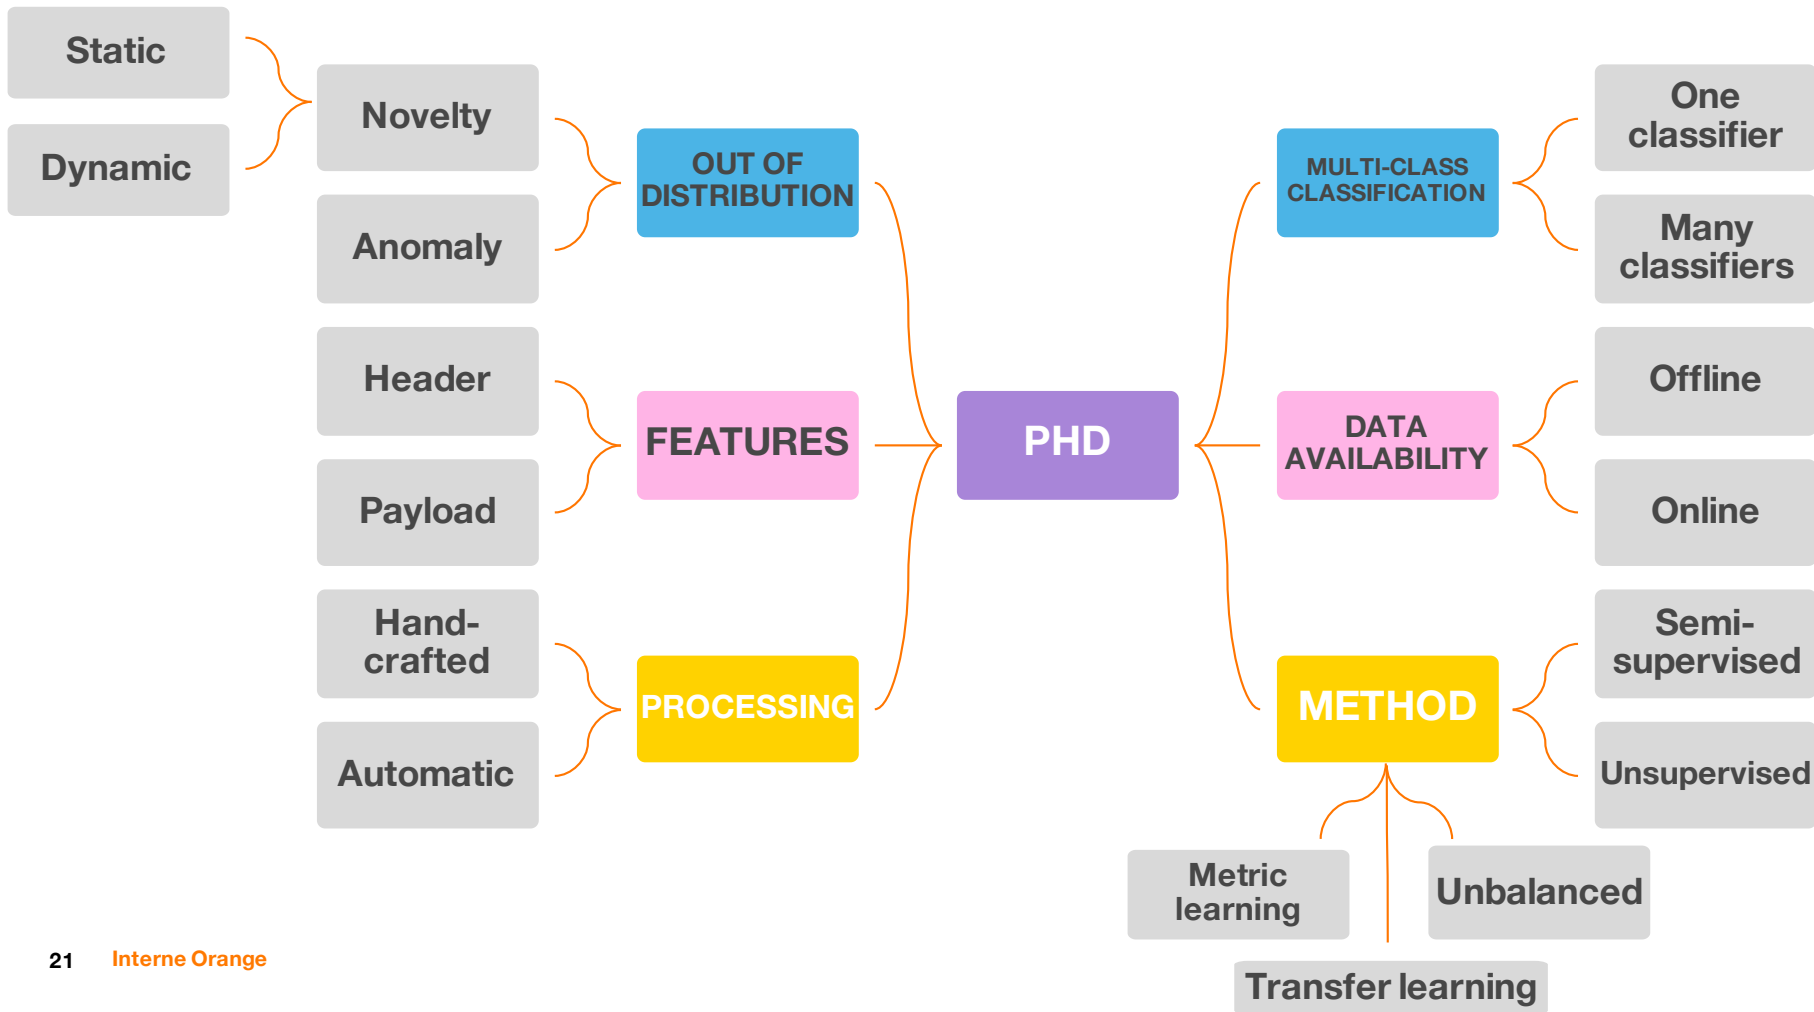 Static
Dynamic
Novelty
Anomaly
Header
Payload
Hand-
crafted
Automatic
OUT OF
DISTRIBUTION
FEATURES
PROCESSING
PHD
MULTI-CLASS
CLASSIFICATION
DATA
AVAILABILITY
METHOD
One
classifier
Many
classifiers
Offline
Online
Semi-
supervised
Unsupervised
Metric
learning
Unbalanced
Transfer learning
21 Interne Orange